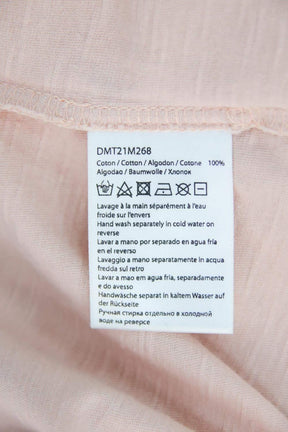 DMT21M268
Coton / Cotton / Algodon / Cotone 100%
Algodao / Baumwolle / Хлопок
Lavage à la main séparément à l'eau
froide sur l'envers
Hand wash separately in cold water on
reverse
Lavar a mano por separado en agua fría
en el reverso
Lavaggio a mano separatamente in acqua
fredda sul retro
Lavar a mao em água fria, separadamente
e do avesso
Handwäsche separat in kaltem Wasser auf
der Rückseite
Ручная стирка отдельно в холодной
воде на реверсе